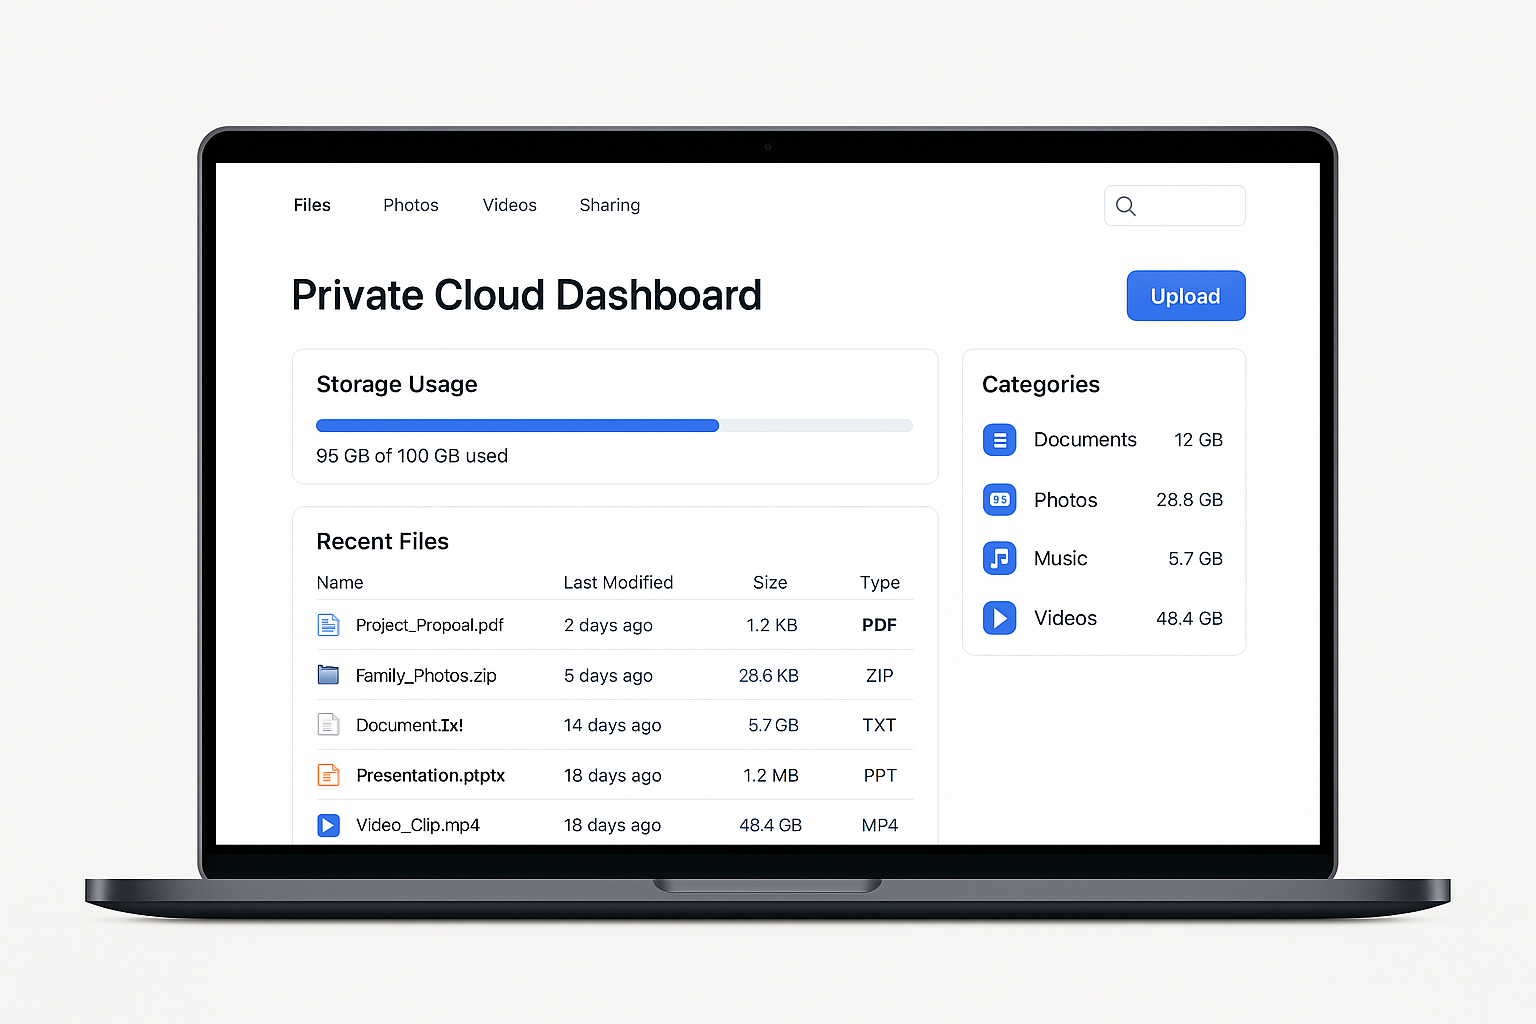 Files Photos Videos Sharing
Private Cloud Dashboard
Upload
Storage Usage
95 GB of 100 GB used
Recent Files
Name Last Modified Size Type
Project_Propoal.pdf 2 days ago 1.2 KB PDF
Family_Photos.zip 5 days ago 28.6 KB ZIP
Document.Ix! 14 days ago 5.7 GB TXT
Presentation.ptptx 18 days ago 1.2 MB PPT
Video_Clip.mp4 18 days ago 48.4 GB MP4
Categories
Documents 12 GB
95 Photos 28.8 GB
Music 5.7 GB
Videos 48.4 GB